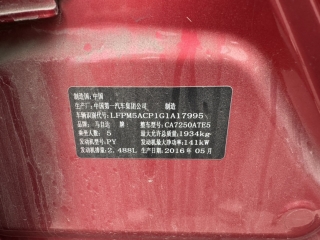 制造国：中国
生产厂：中国第一汽车集团公司 制造
车辆识别代号：LFPM5ACP1G1A17995
品牌：马自达 牌 整车型号：CA7250ATE5
乘坐人数：5 最大允许总质量：1934kg
发动机型号：PY 发动机最大净功率：141kW
发动机排量：2.488L 2016年05月